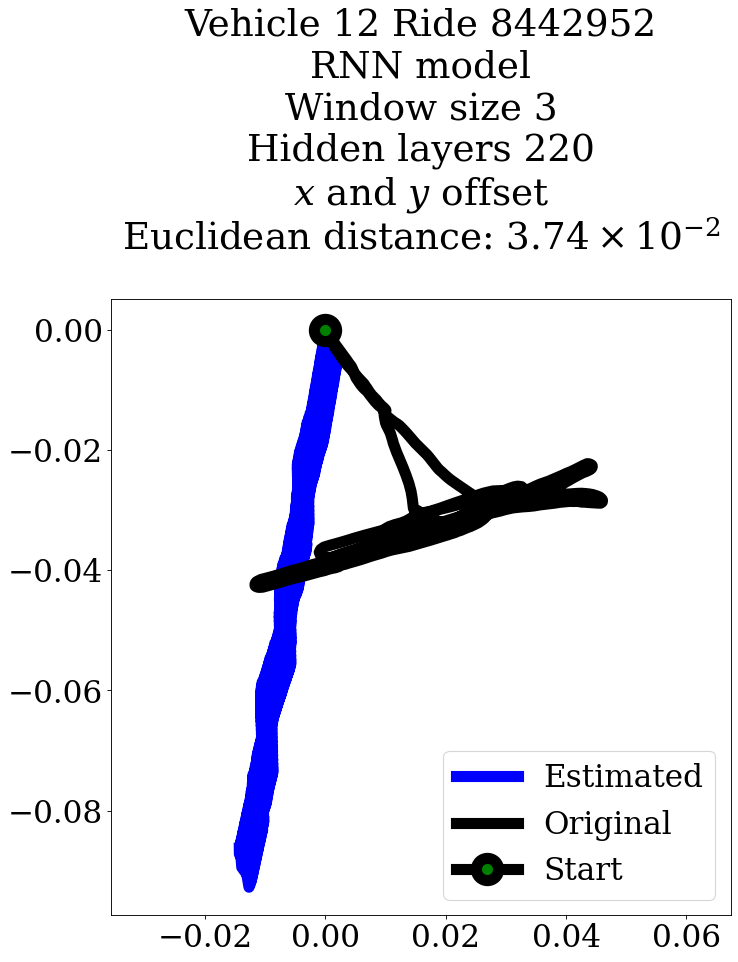 Vehicle 12 Ride 8442952
RNN model
Window size 3
Hidden layers 220
x and y offset
Euclidean distance: 3.74 × 10⁻²
0.00
−0.02
−0.04
−0.06
−0.08
Estimated
Original
Start
−0.02 0.00 0.02 0.04 0.06